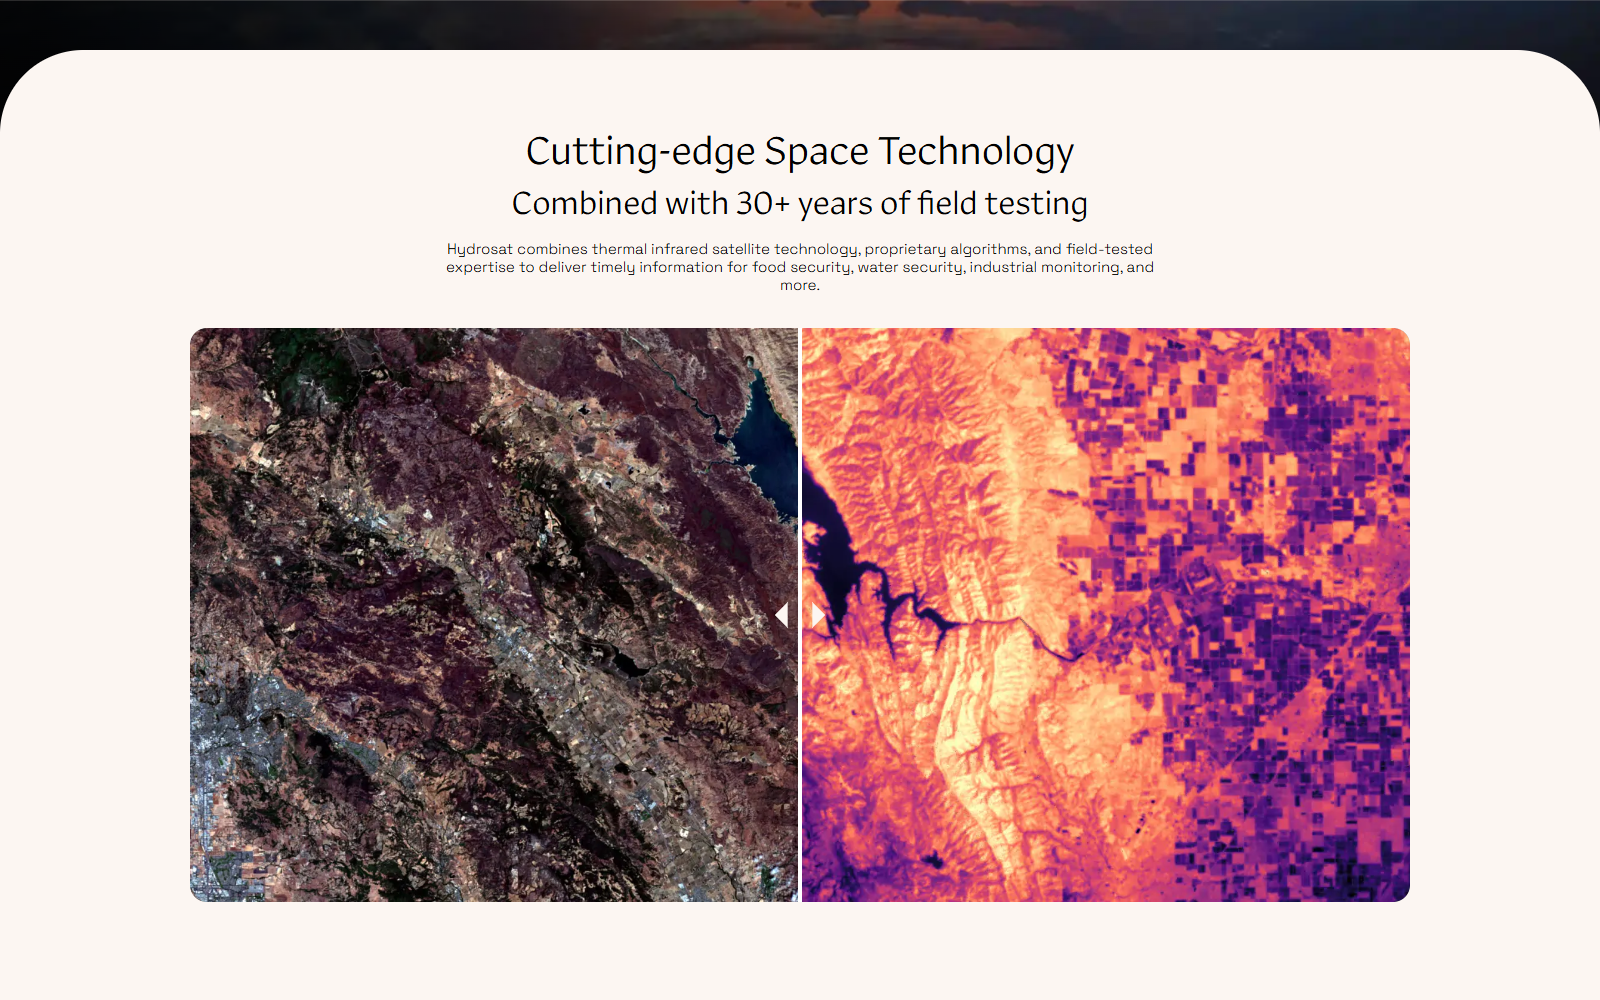 Cutting-edge Space Technology
Combined with 30+ years of field testing
Hydrosat combines thermal infrared satellite technology, proprietary algorithms, and field-tested
expertise to deliver timely information for food security, water security, industrial monitoring, and
more.